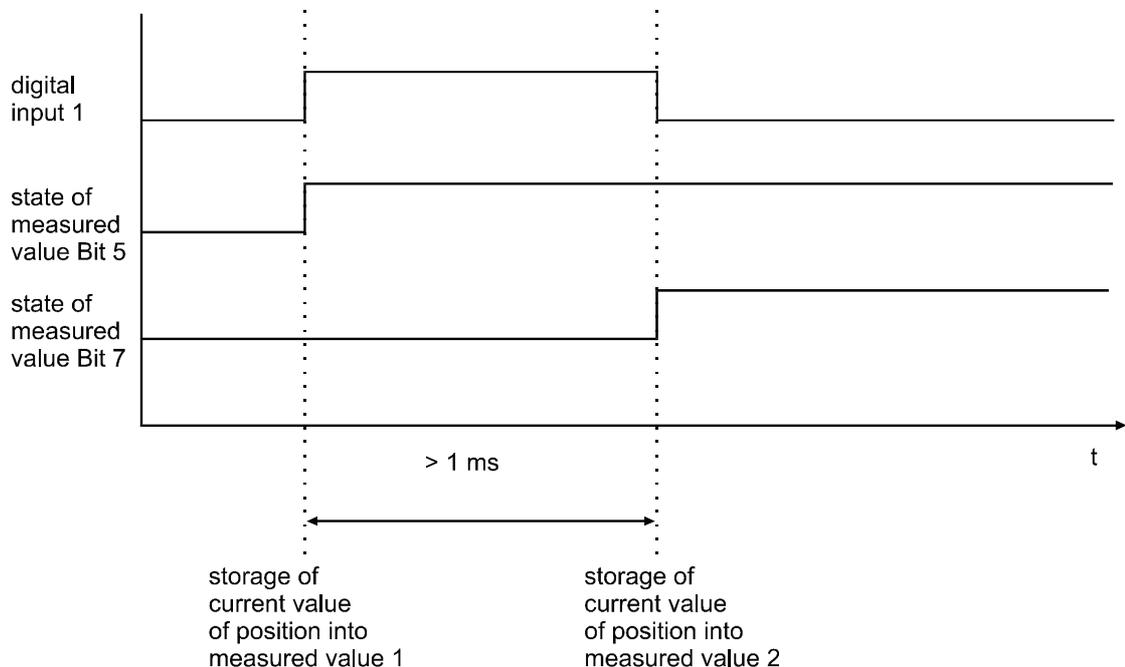 digital
input 1
state of
measured
value Bit 5
state of
measured
value Bit 7
> 1 ms
t
storage of
current value
of position into
measured value 1
storage of
current value
of position into
measured value 2